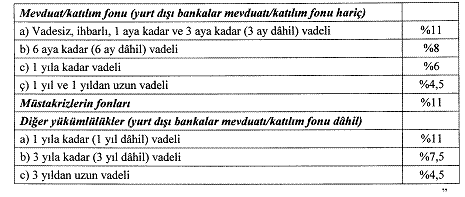 Mevduat/katılım fonu (yurt dışı bankalar mevduatı/katılım fonu hariç)
a) Vadesiz, ihbarlı, 1 aya kadar ve 3 aya kadar (3 ay dâhil) vadeli %11
b) 6 aya kadar (6 ay dâhil) vadeli %8
c) 1 yıla kadar vadeli %6
ç) 1 yıl ve 1 yıldan uzun vadeli %4,5
Müstakrizlerin fonları %11
Diğer yükümlülükler (yurt dışı bankalar mevduatı/katılım fonu dâhil)
a) 1 yıla kadar (1 yıl dâhil) vadeli %11
b) 3 yıla kadar (3 yıl dâhil) vadeli %7,5
c) 3 yıldan uzun vadeli %4,5
”